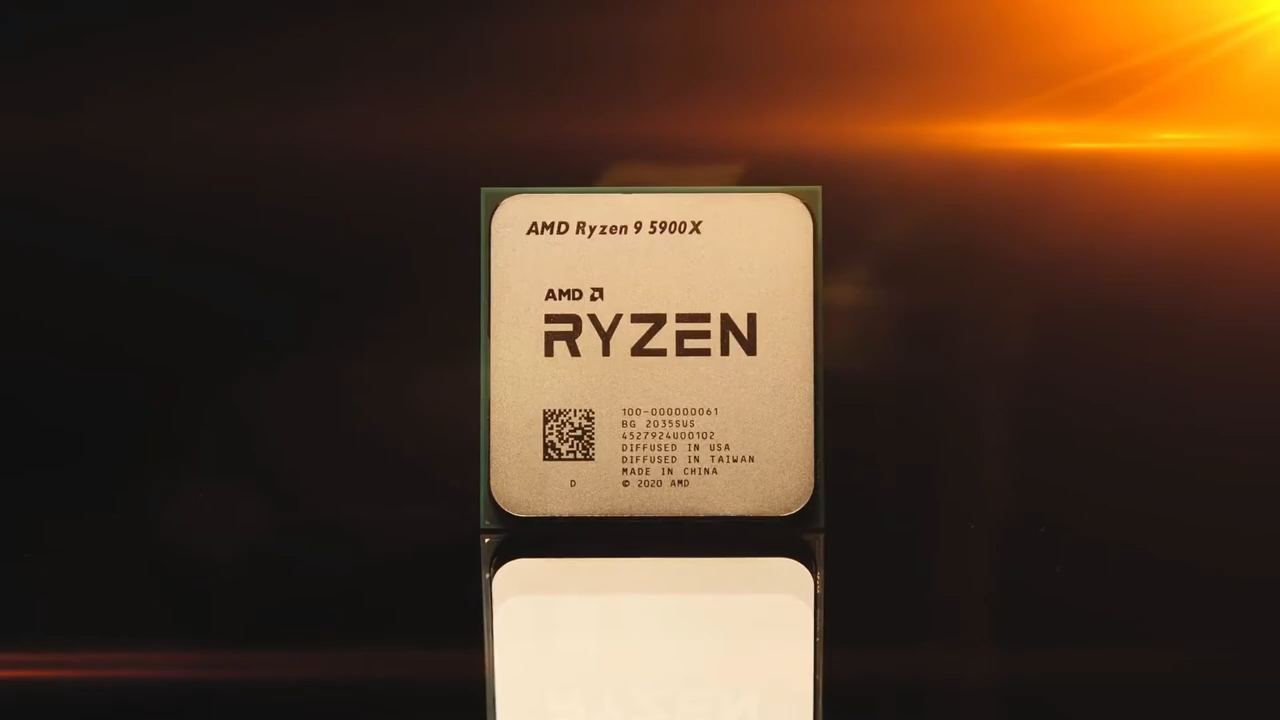 AMD Ryzen 9 5900X
AMD
RYZEN
100-000000061
BG 2035SUS
4527924U00102
DIFFUSED IN USA
DIFFUSED IN TAIWAN
MADE IN CHINA
D
© 2020 AMD
RYZEN